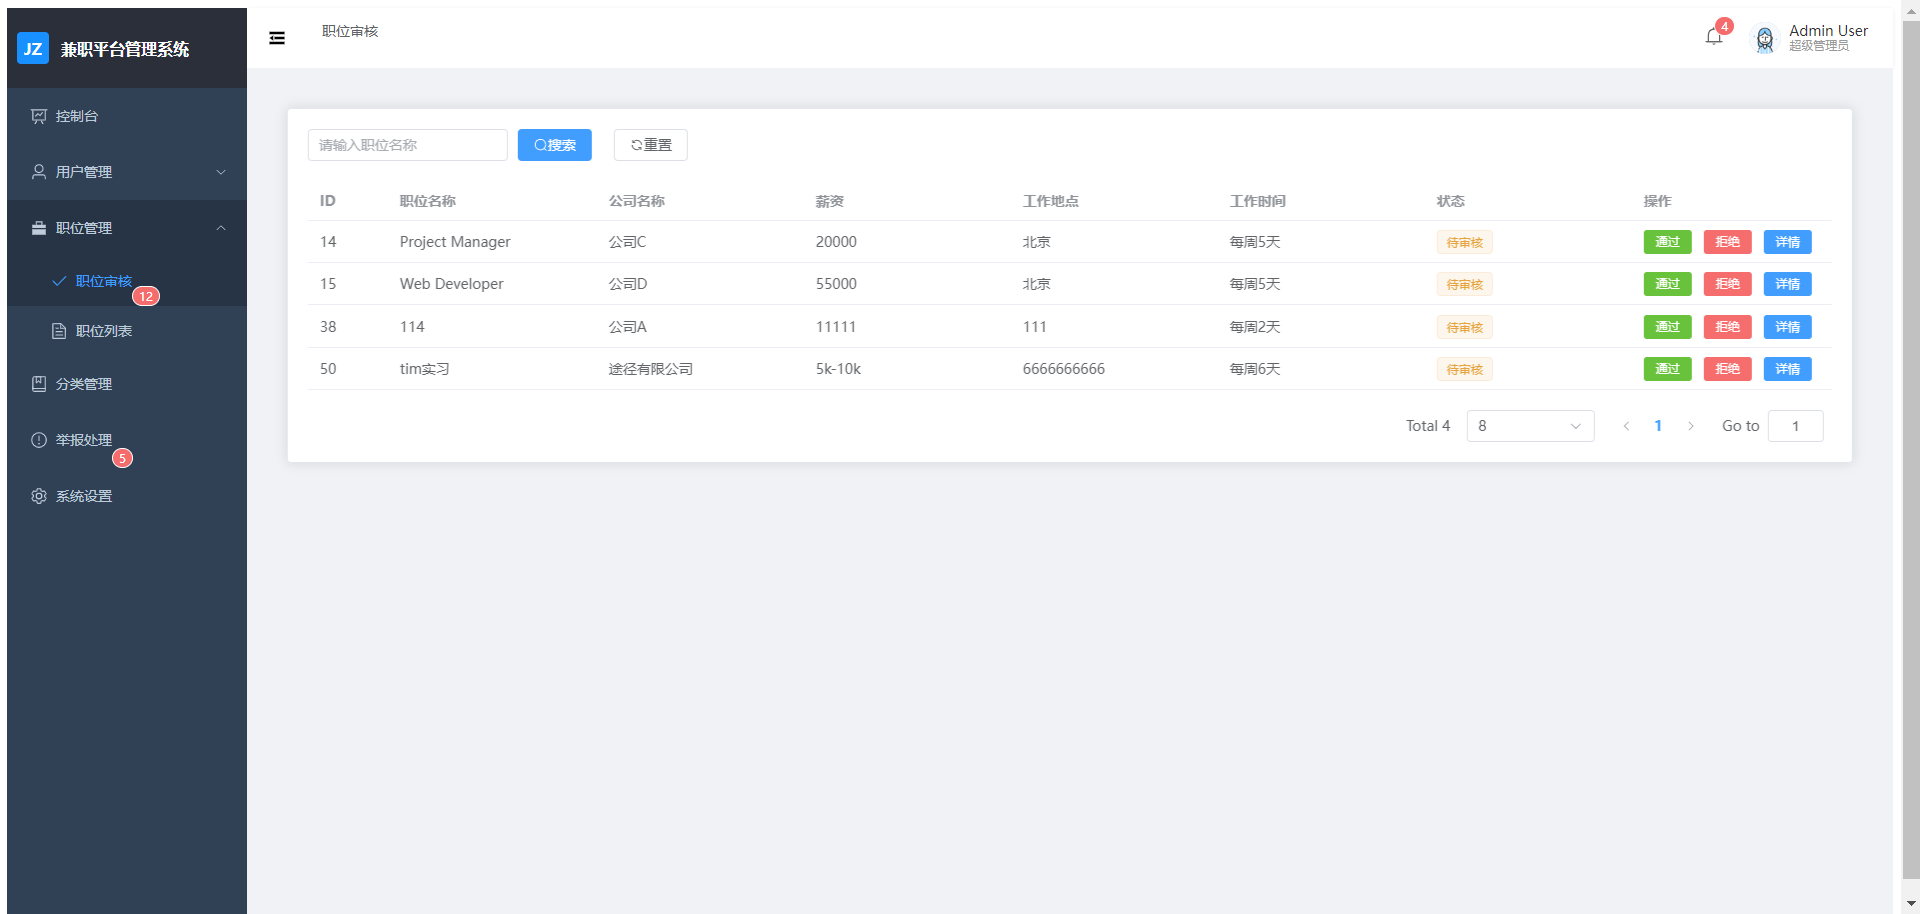 JZ 兼职平台管理系统
控制台
用户管理
职位管理
职位审核
12
职位列表
分类管理
举报处理
5
系统设置
职位审核
4
Admin User
超级管理员
请输入职位名称 搜索 重置
ID 职位名称 公司名称 薪资 工作地点 工作时间 状态 操作
14 Project Manager 公司C 20000 北京 每周5天 待审核 通过 拒绝 详情
15 Web Developer 公司D 55000 北京 每周5天 待审核 通过 拒绝 详情
38 114 公司A 11111 111 每周2天 待审核 通过 拒绝 详情
50 tim实习 途径有限公司 5k-10k 6666666666 每周6天 待审核 通过 拒绝 详情
Total 4 8 1 Go to 1